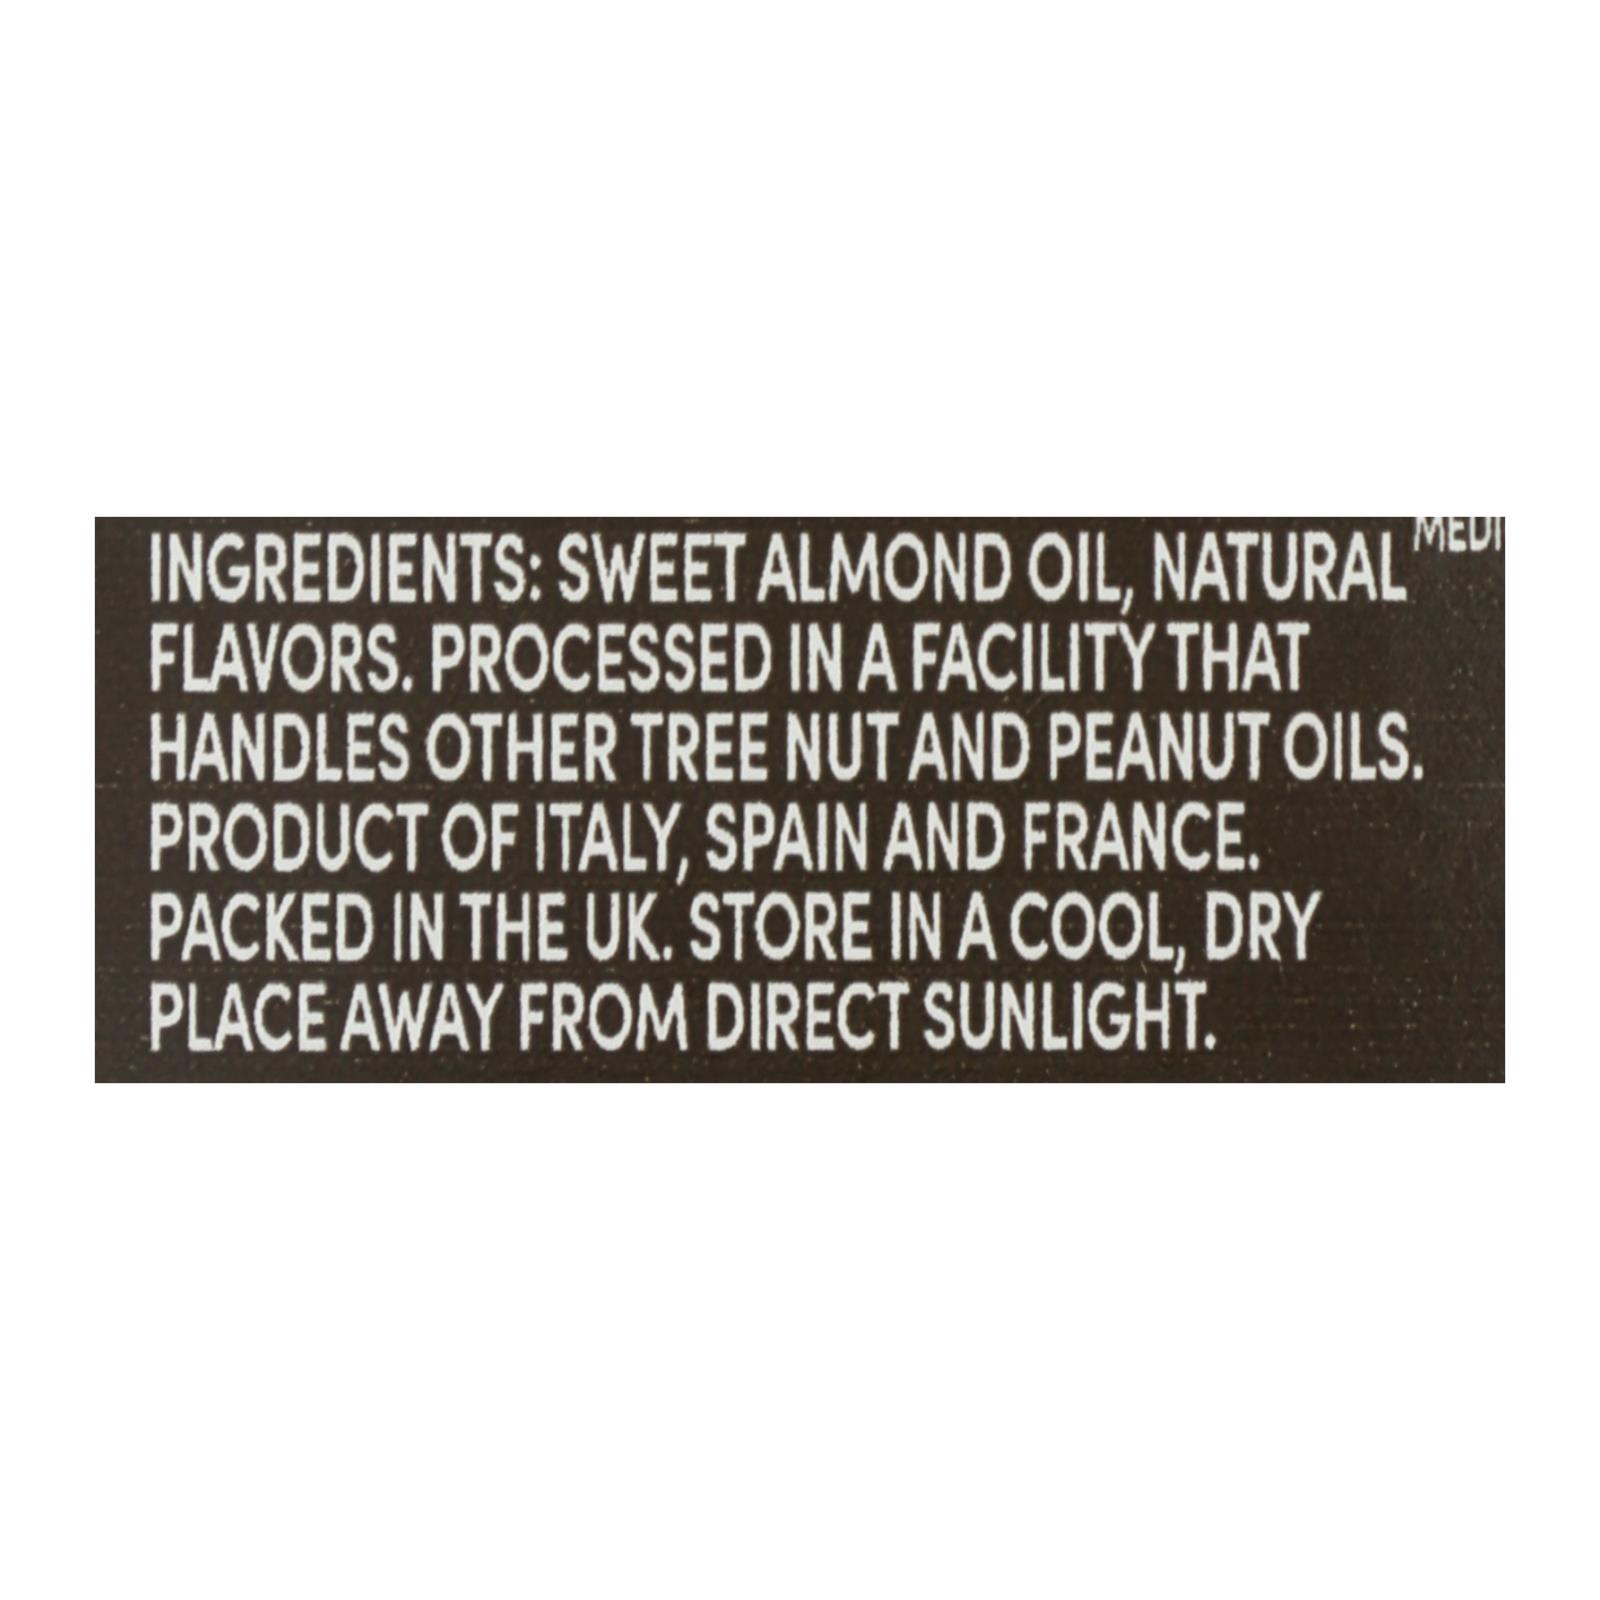 INGREDIENTS: SWEET ALMOND OIL, NATURAL
FLAVORS. PROCESSED IN A FACILITY THAT
HANDLES OTHER TREE NUT AND PEANUT OILS.
PRODUCT OF ITALY, SPAIN AND FRANCE.
PACKED IN THE UK. STORE IN A COOL, DRY
PLACE AWAY FROM DIRECT SUNLIGHT.